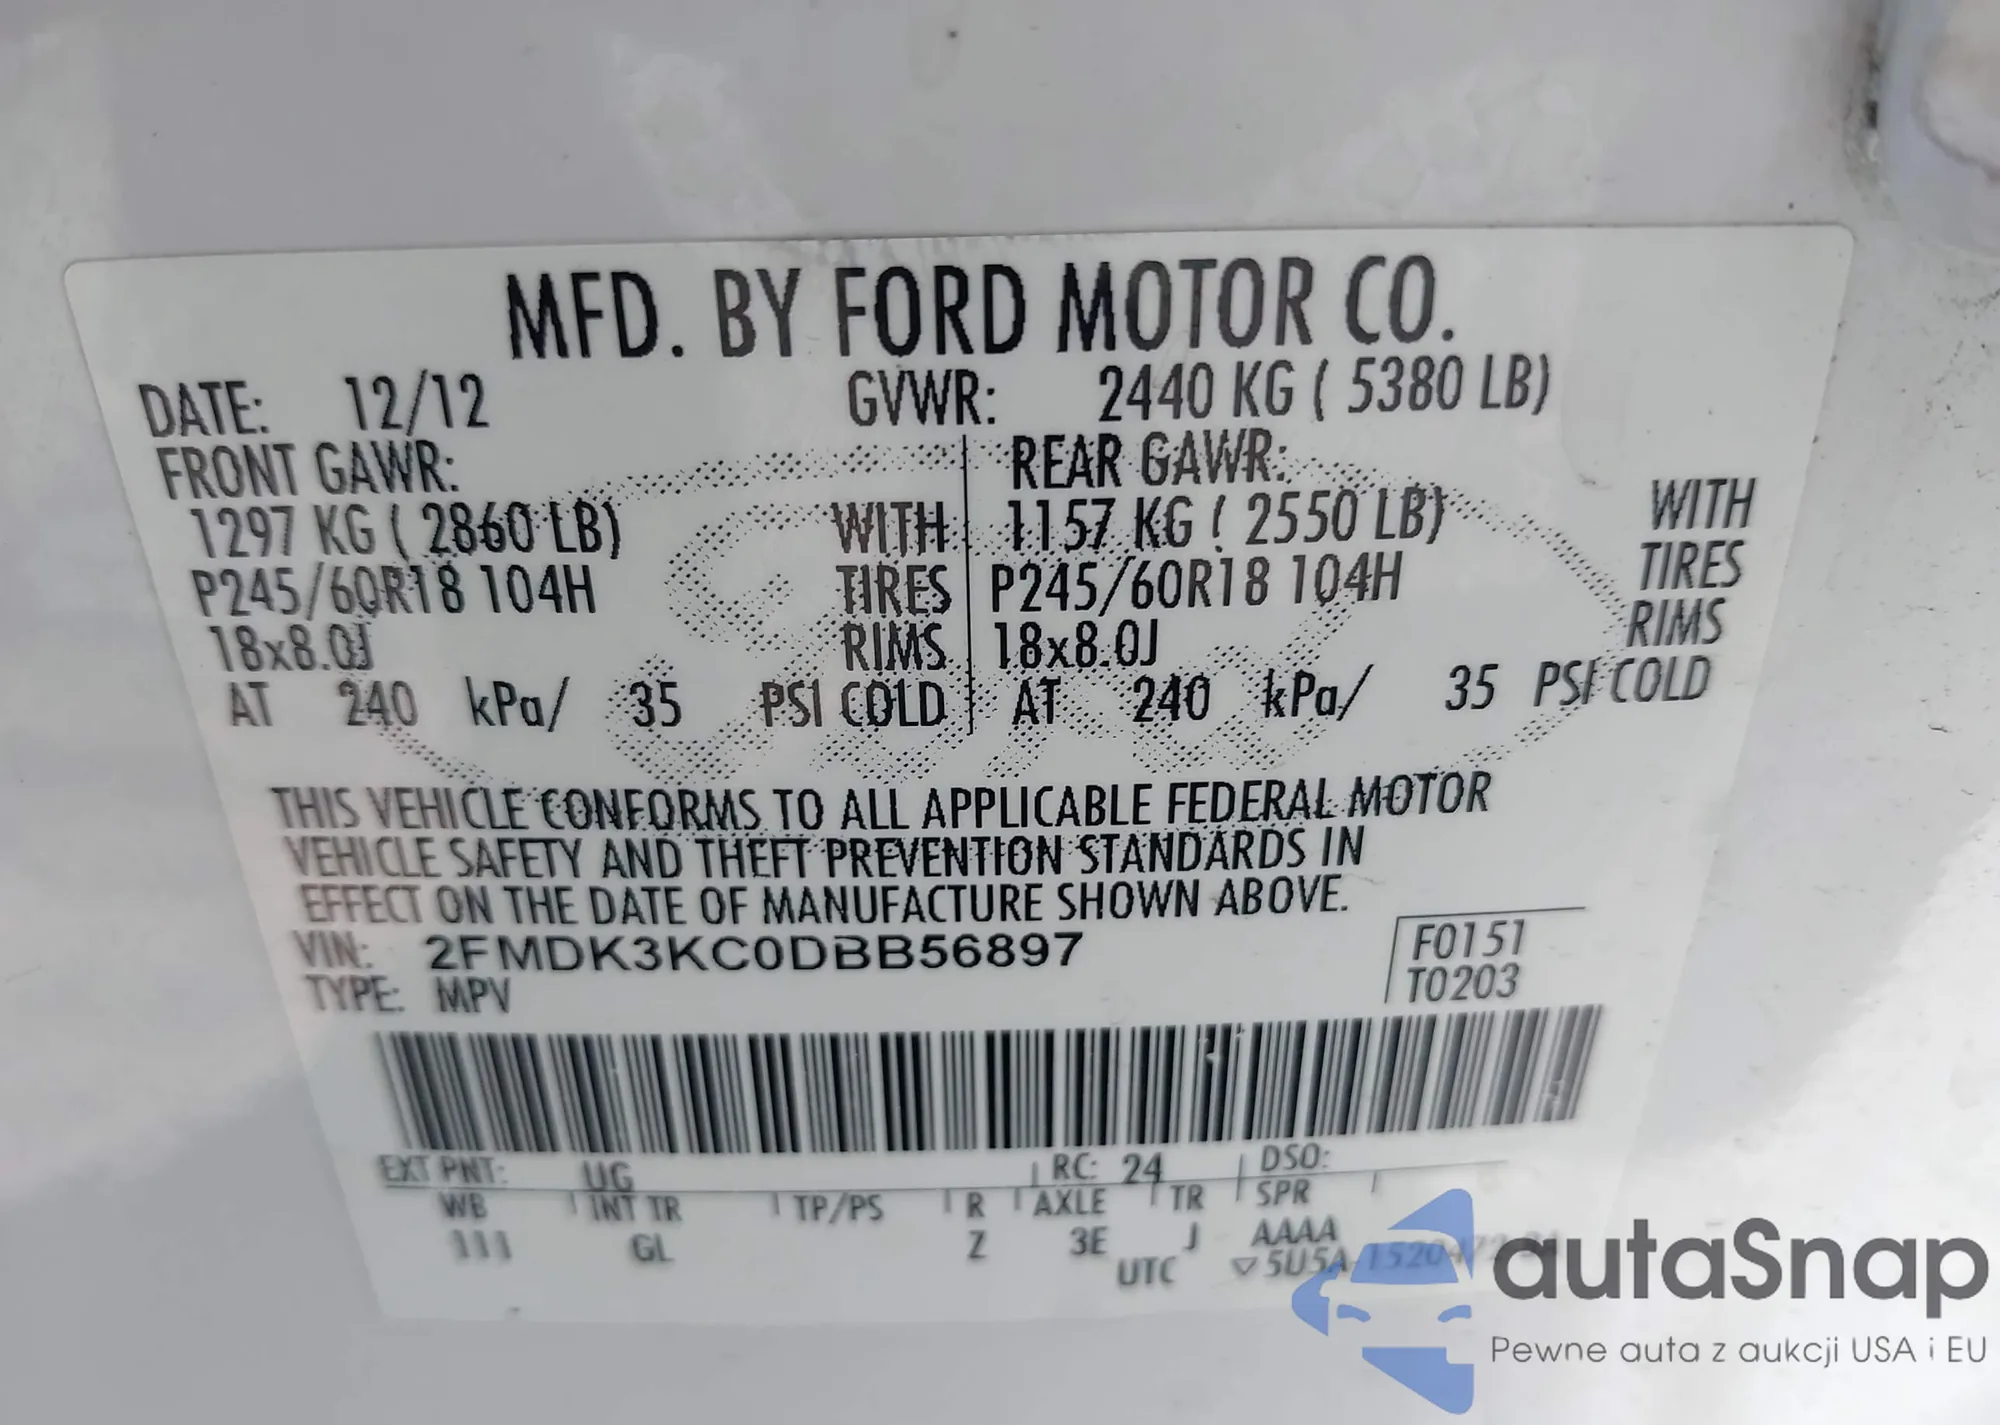 MFD. BY FORD MOTOR CO.
DATE: 12/12 GVWR: 2440 KG ( 5380 LB)
FRONT GAWR: REAR GAWR:
1297 KG ( 2860 LB) WITH 1157 KG ( 2550 LB) WITH
P245/60R18 104H TIRES P245/60R18 104H TIRES
18x8.0J RIMS 18x8.0J RIMS
AT 240 kPa/ 35 PSI COLD AT 240 kPa/ 35 PSI COLD
THIS VEHICLE CONFORMS TO ALL APPLICABLE FEDERAL MOTOR
VEHICLE SAFETY AND THEFT PREVENTION STANDARDS IN
EFFECT ON THE DATE OF MANUFACTURE SHOWN ABOVE.
VIN: 2FMDK3KC0DBB56897 F0151
TYPE: MPV T0203
EXT PNT: UG RC: 24 DSO:
WB INT TR TP/PS R AXLE TR SPR
111 GL Z 3E J AAAA
UTC ▽5U5A
autaSnap
Pewne auta z aukcji USA i EU